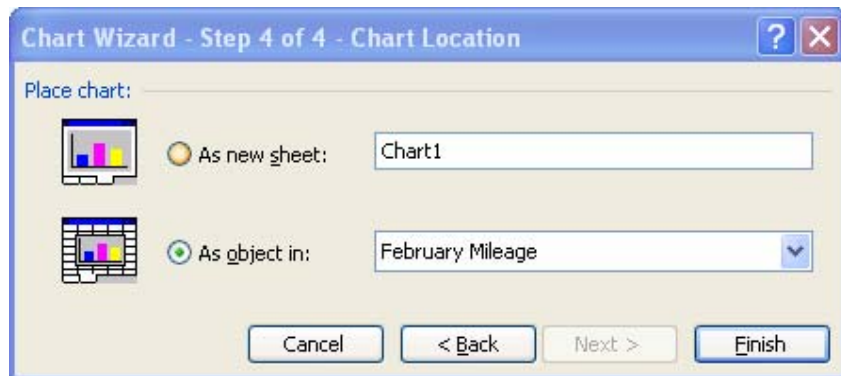 Chart Wizard - Step 4 of 4 - Chart Location
?
Place chart:
As new sheet: Chart1
As object in: February Mileage
Cancel < Back Next > Finish